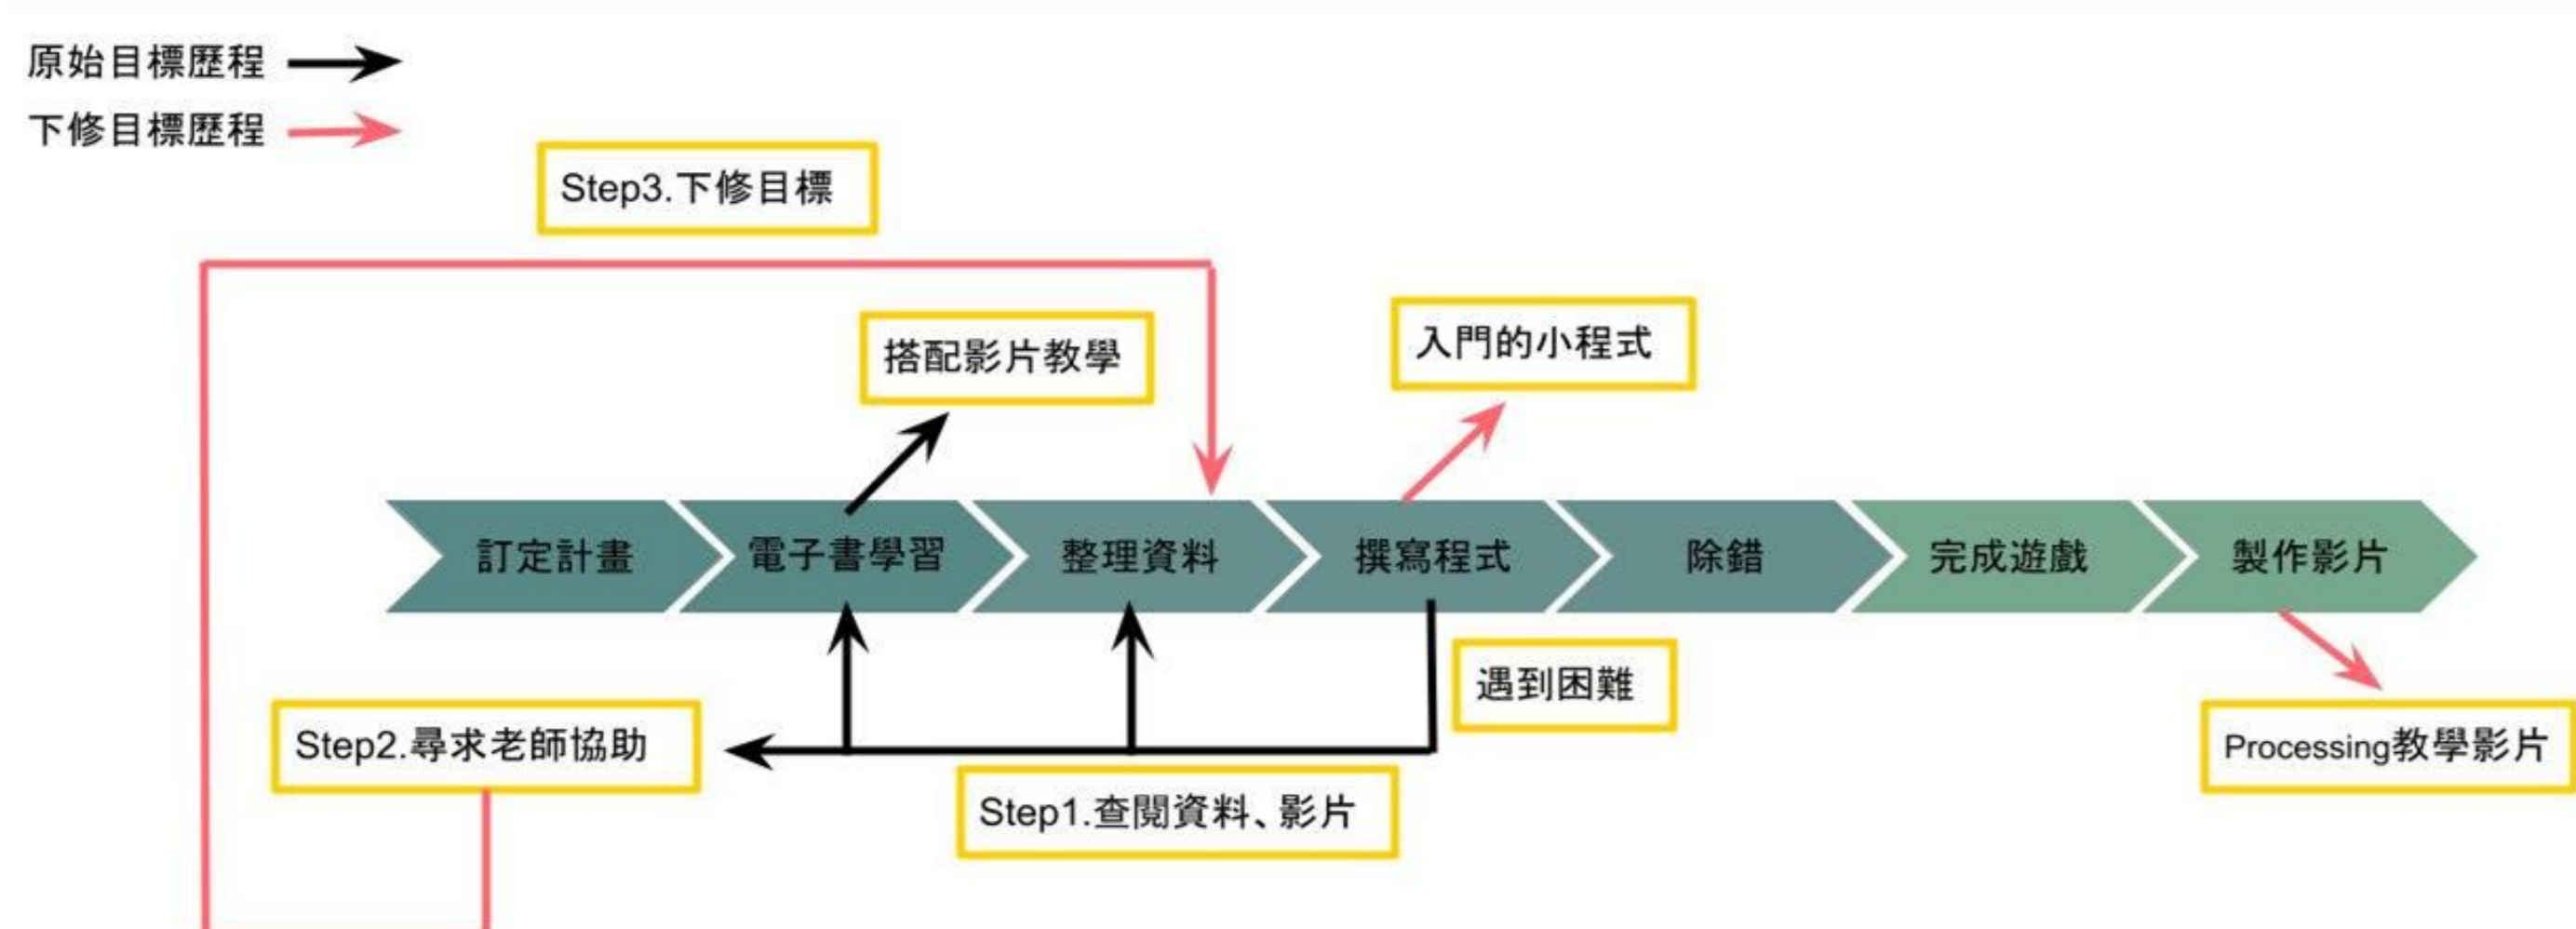 原始目標歷程
下修目標歷程
Step3.下修目標
搭配影片教學
入門的小程式
訂定計畫
電子書學習
整理資料
撰寫程式
除錯
完成遊戲
製作影片
遇到困難
Step2.尋求老師協助
Step1.查閱資料、影片
Processing教學影片